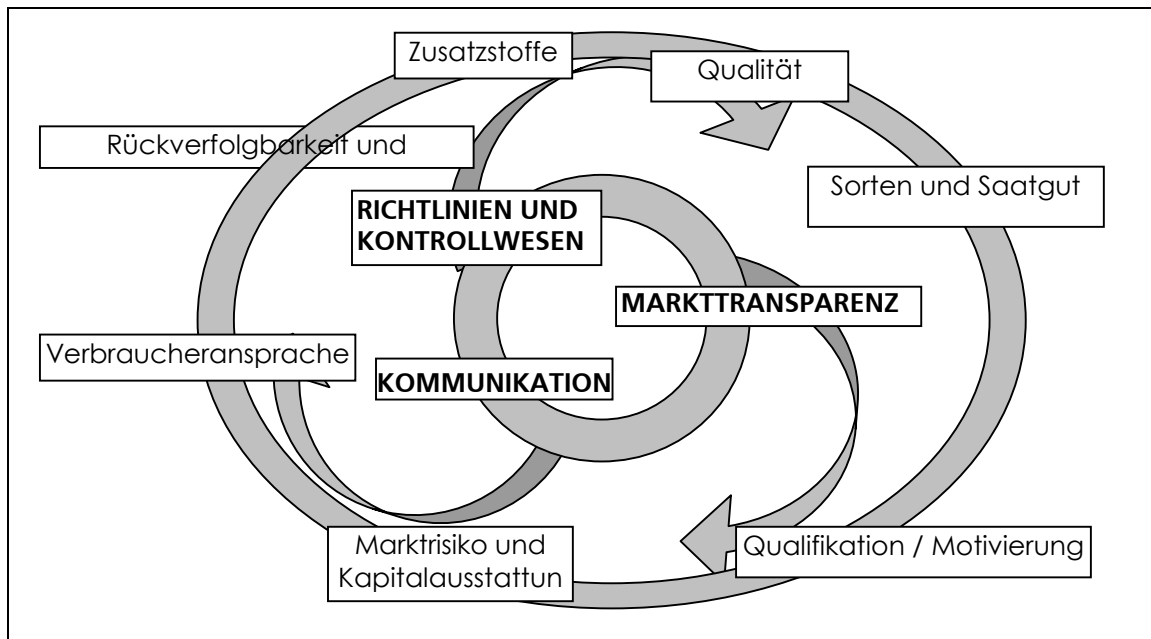 Zusatzstoffe
Qualität
Rückverfolgbarkeit und
Sorten und Saatgut
RICHTLINIEN UND
KONTROLLWESEN
MARKTTRANSPARENZ
Verbraucheransprache
KOMMUNIKATION
Marktrisiko und
Kapitalausstattun
Qualifikation / Motivierung